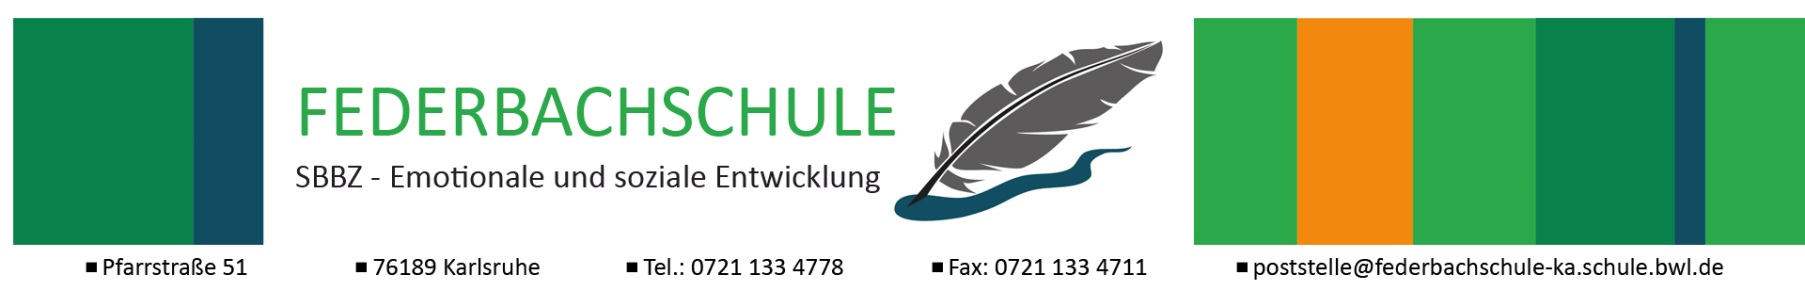 FEDERBACHSCHULE
SBBZ - Emotionale und soziale Entwicklung
▪ Pfarrstraße 51 ▪ 76189 Karlsruhe ▪ Tel.: 0721 133 4778 ▪ Fax: 0721 133 4711 ▪ poststelle@federbachschule-ka.schule.bwl.de